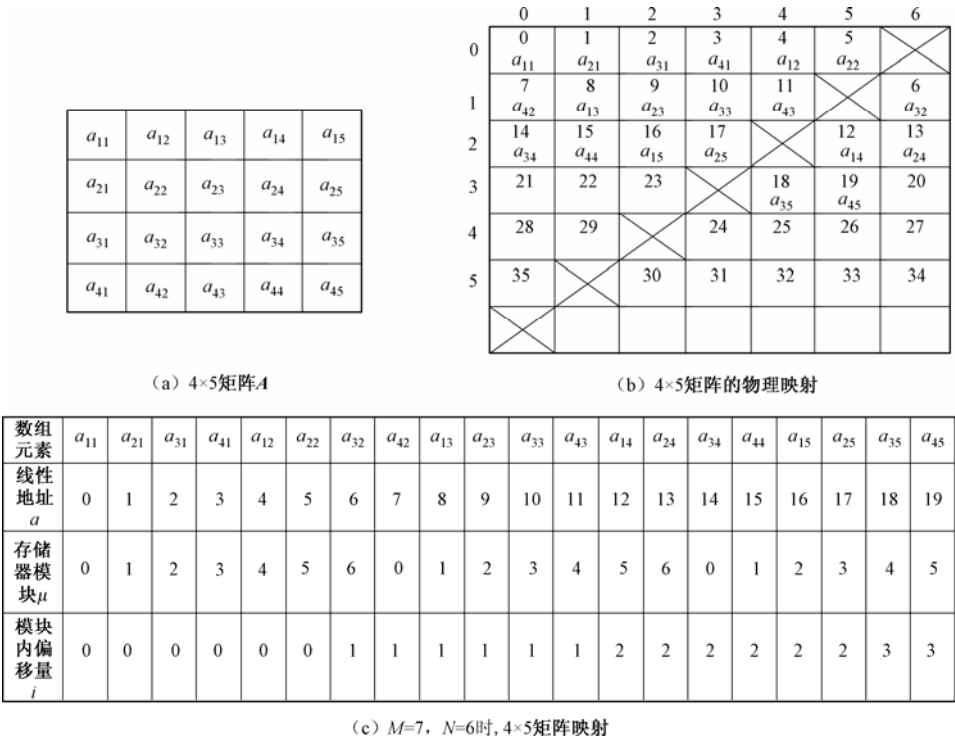 a11 a12 a13 a14 a15
a21 a22 a23 a24 a25
a31 a32 a33 a34 a35
a41 a42 a43 a44 a45
（a）4×5矩阵A
0 1 2 3 4 5 6
0 0 1 2 3 4 5
a11 a21 a31 a41 a12 a22
1 7 8 9 10 11 6
a42 a13 a23 a33 a43 a32
2 14 15 16 17 12 13
a34 a44 a15 a25 a14 a24
3 21 22 23 18 19 20
a35 a45
4 28 29 24 25 26 27
5 35 30 31 32 33 34
（b）4×5矩阵的物理映射
数组
元素 a11 a21 a31 a41 a12 a22 a32 a42 a13 a23 a33 a43 a14 a24 a34 a44 a15 a25 a35 a45
线性
地址
a 0 1 2 3 4 5 6 7 8 9 10 11 12 13 14 15 16 17 18 19
存储
器模
块μ 0 1 2 3 4 5 6 0 1 2 3 4 5 6 0 1 2 3 4 5
模块
内偏
移量
i 0 0 0 0 0 0 1 1 1 1 1 1 2 2 2 2 2 2 3 3
（c）M=7，N=6时, 4×5矩阵映射